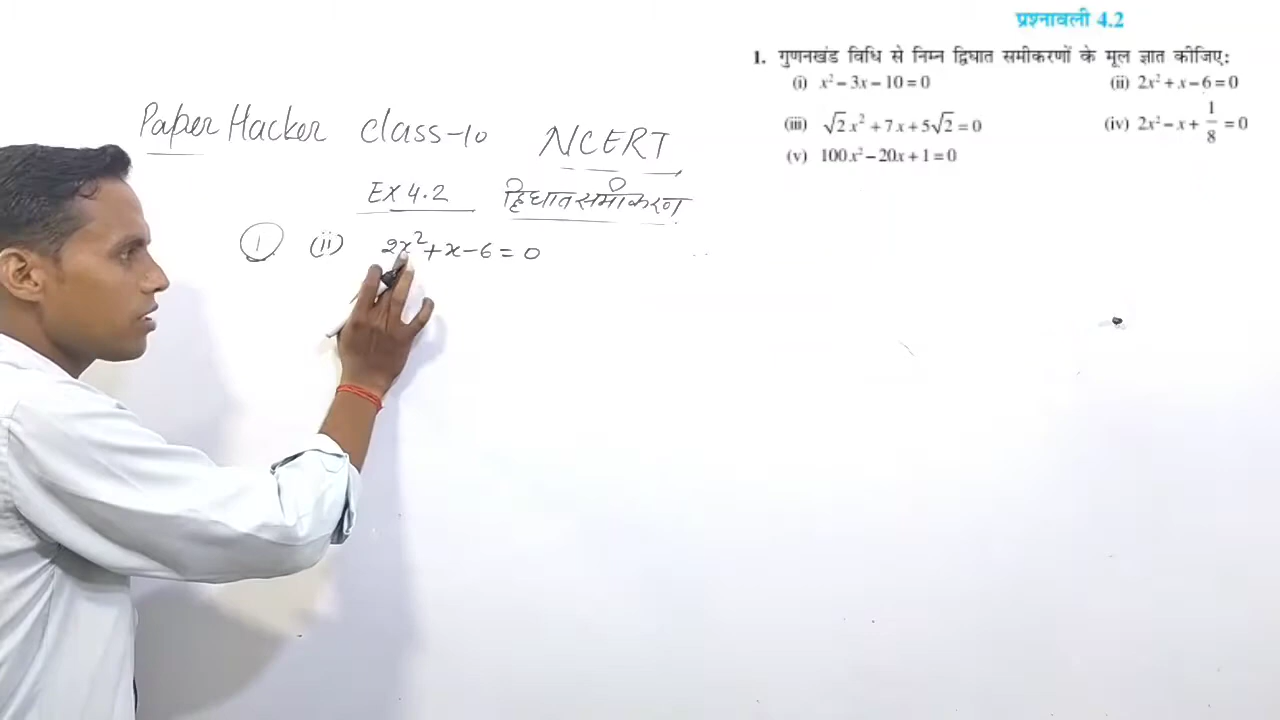 प्रश्नावली 4.2
1. गुणनखंड विधि से निम्न द्विघात समीकरणों के मूल ज्ञात कीजिए:
(i) x² – 3x – 10 = 0 (ii) 2x² + x – 6 = 0
(iii) √2 x² + 7x + 5√2 = 0 (iv) 2x² – x + 1/8 = 0
(v) 100x² – 20x + 1 = 0
Paper Hacker class-10 NCERT
Ex 4.2 द्विघात समीकरण
1 (ii) 2x² + x - 6 = 0